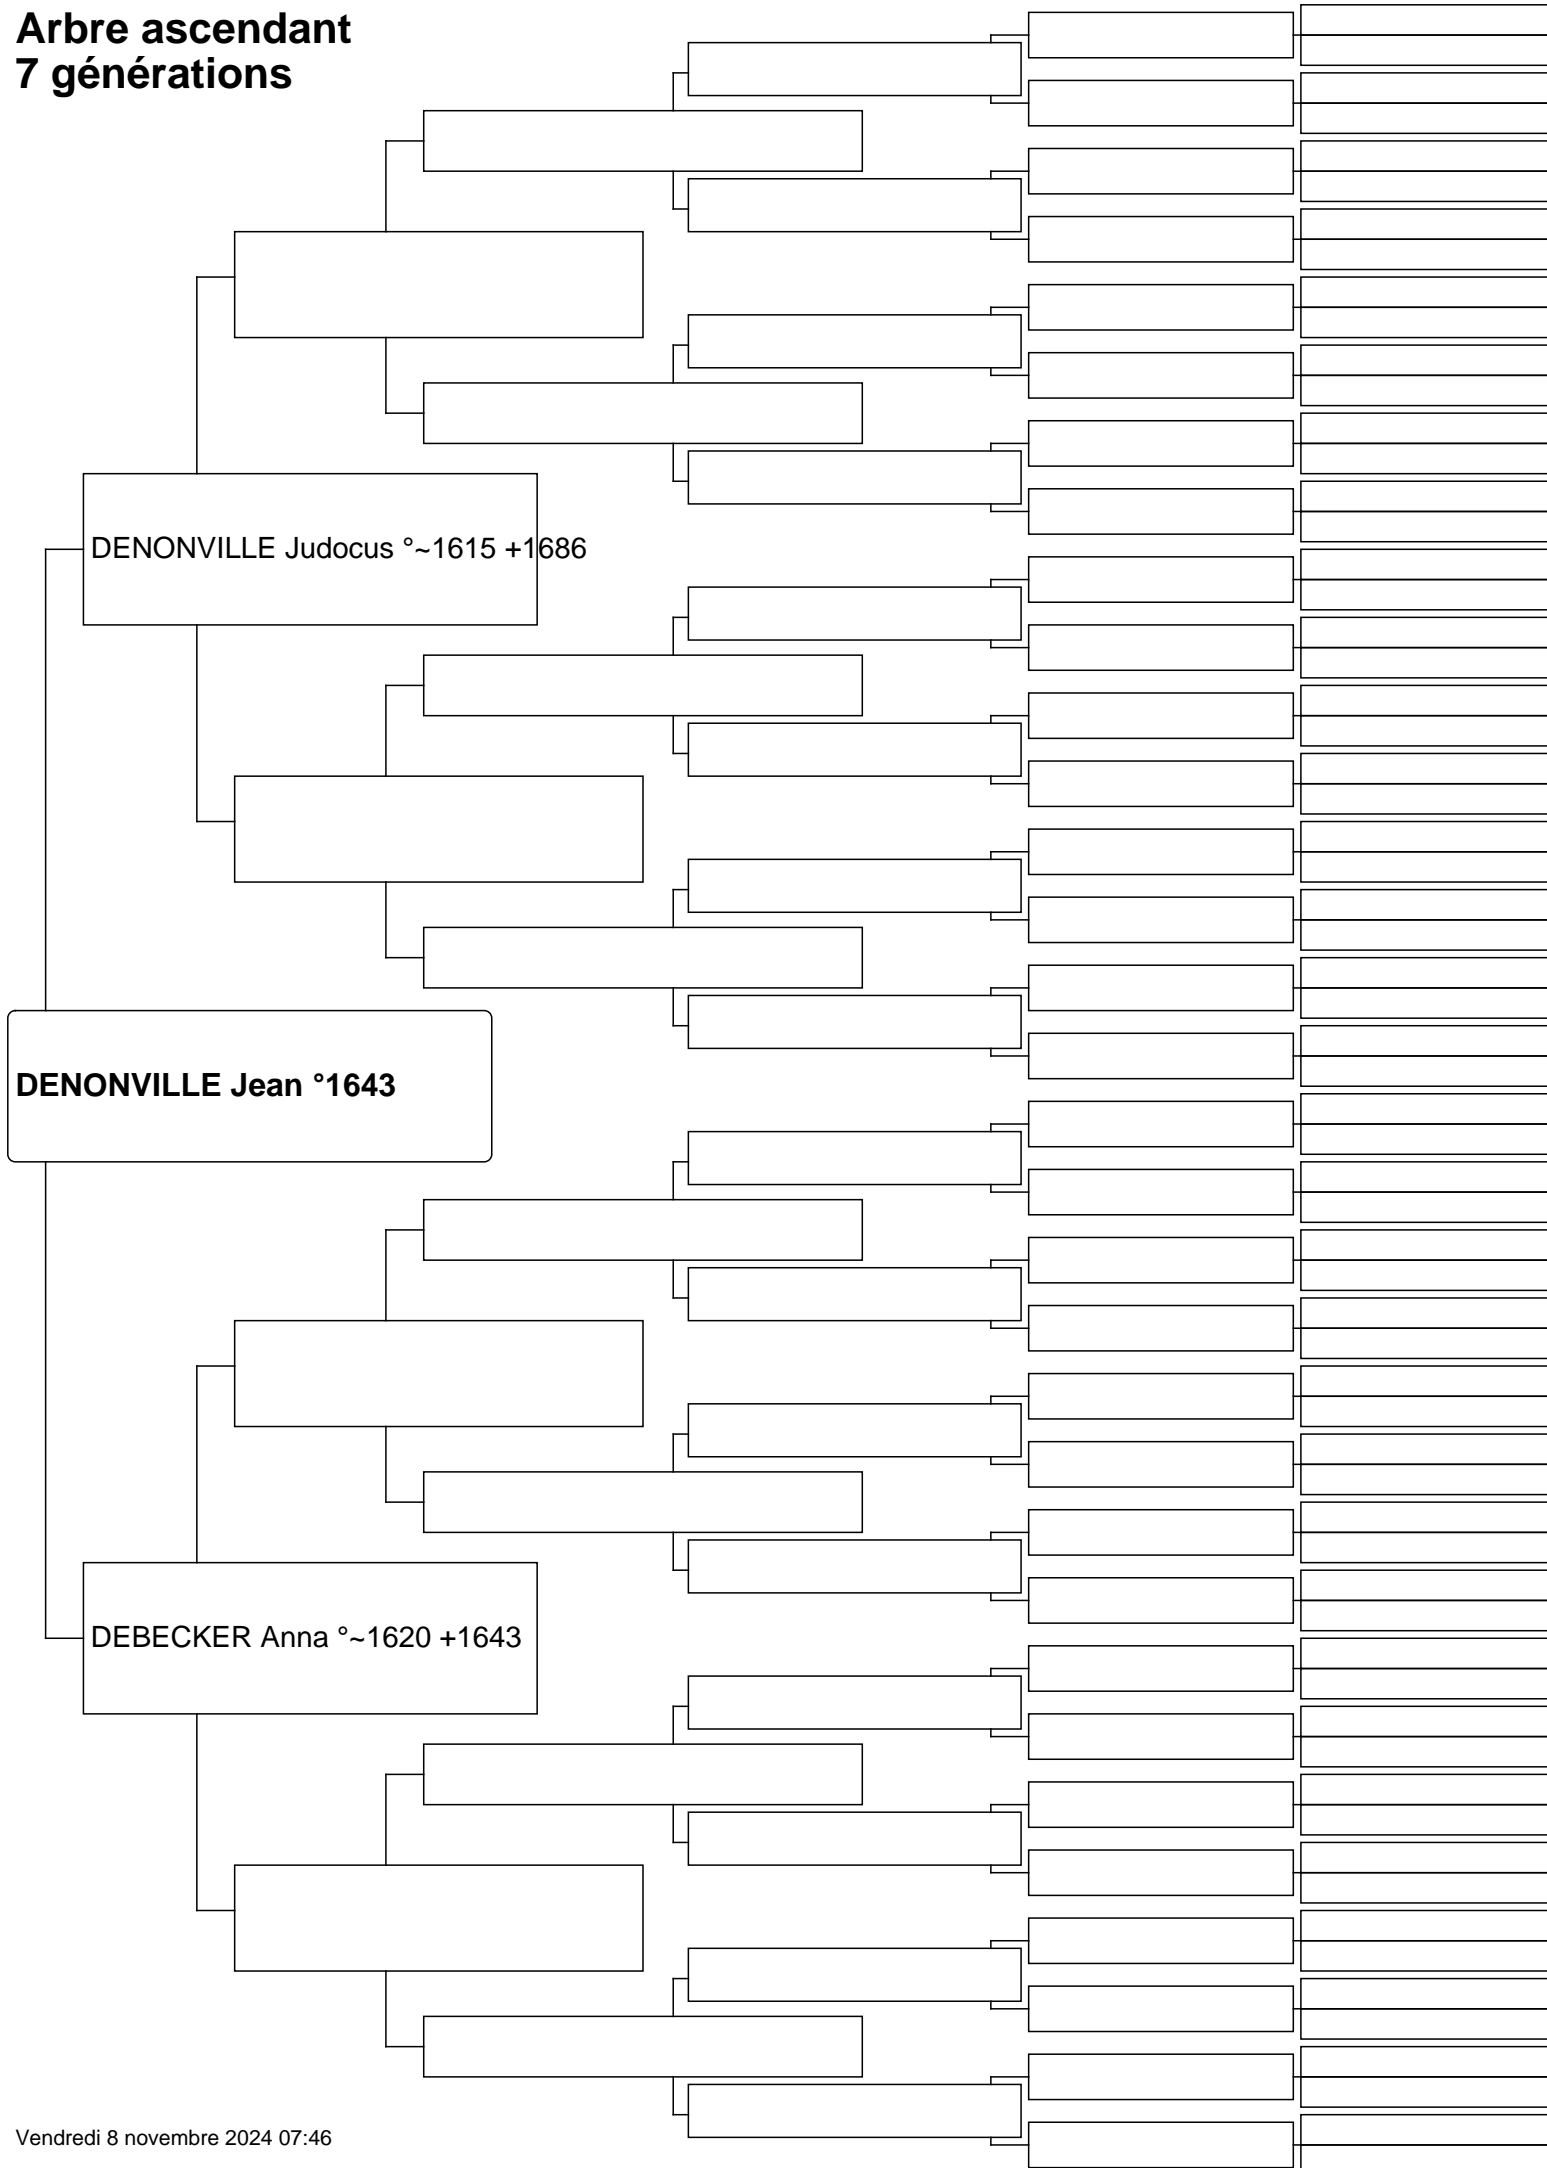 Arbre ascendant
7 générations
DENONVILLE Judocus °~1615 +1686
DENONVILLE Jean °1643
DEBECKER Anna °~1620 +1643
Vendredi 8 novembre 2024 07:46